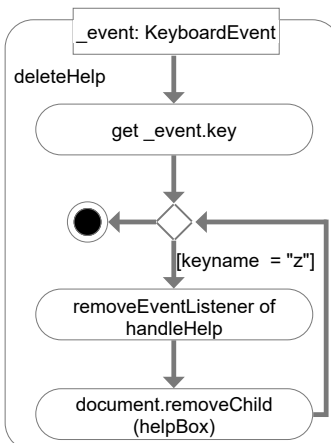 _event: KeyboardEvent
deleteHelp
get _event.key
[keyname = "z"]
removeEventListener of
handleHelp
document.removeChild
(helpBox)